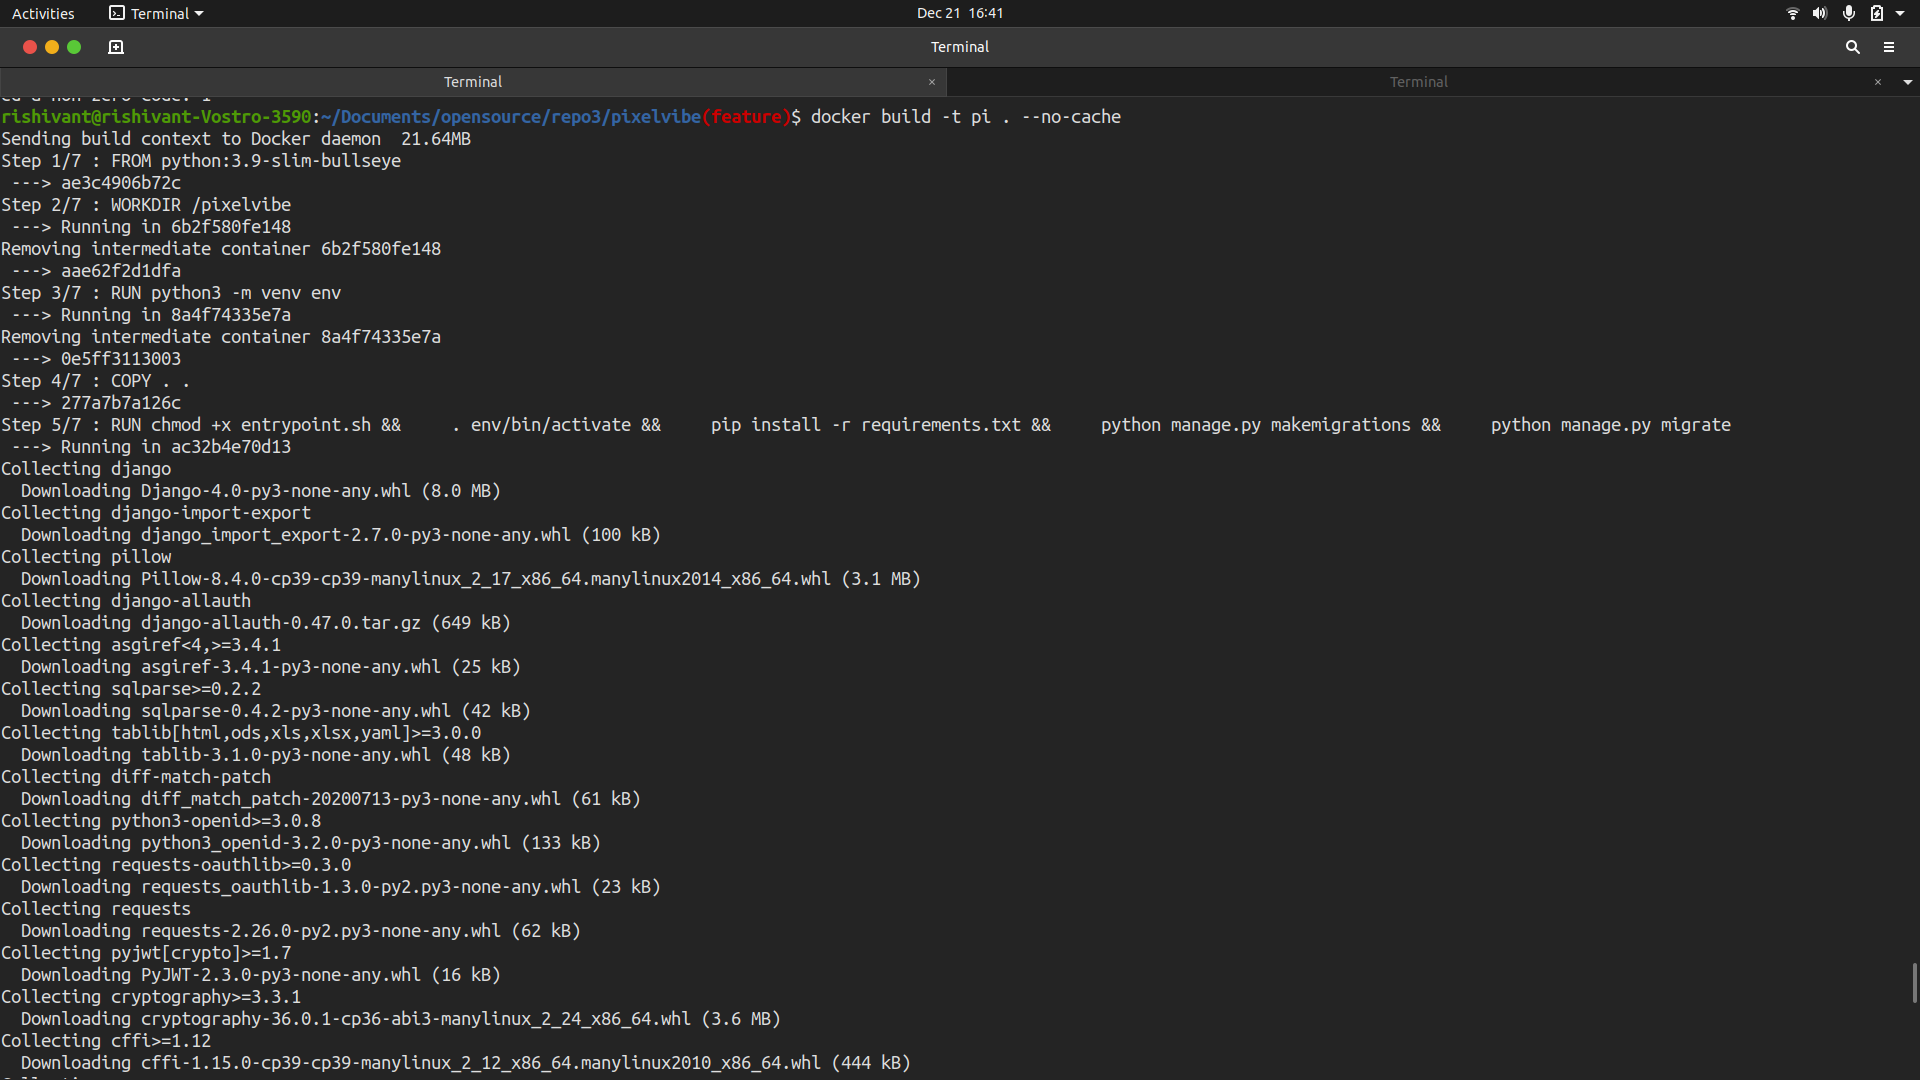 Activities Terminal Dec 21 16:41
Terminal
Terminal × Terminal ×
rishivant@rishivant-Vostro-3590:~/Documents/opensource/repo3/pixelvibe(feature)$ docker build -t pi . --no-cache
Sending build context to Docker daemon  21.64MB
Step 1/7 : FROM python:3.9-slim-bullseye
 ---> ae3c4906b72c
Step 2/7 : WORKDIR /pixelvibe
 ---> Running in 6b2f580fe148
Removing intermediate container 6b2f580fe148
 ---> aae62f2d1dfa
Step 3/7 : RUN python3 -m venv env
 ---> Running in 8a4f74335e7a
Removing intermediate container 8a4f74335e7a
 ---> 0e5ff3113003
Step 4/7 : COPY . .
 ---> 277a7b7a126c
Step 5/7 : RUN chmod +x entrypoint.sh &&     . env/bin/activate &&     pip install -r requirements.txt &&     python manage.py makemigrations &&     python manage.py migrate
 ---> Running in ac32b4e70d13
Collecting django
  Downloading Django-4.0-py3-none-any.whl (8.0 MB)
Collecting django-import-export
  Downloading django_import_export-2.7.0-py3-none-any.whl (100 kB)
Collecting pillow
  Downloading Pillow-8.4.0-cp39-cp39-manylinux_2_17_x86_64.manylinux2014_x86_64.whl (3.1 MB)
Collecting django-allauth
  Downloading django-allauth-0.47.0.tar.gz (649 kB)
Collecting asgiref<4,>=3.4.1
  Downloading asgiref-3.4.1-py3-none-any.whl (25 kB)
Collecting sqlparse>=0.2.2
  Downloading sqlparse-0.4.2-py3-none-any.whl (42 kB)
Collecting tablib[html,ods,xls,xlsx,yaml]>=3.0.0
  Downloading tablib-3.1.0-py3-none-any.whl (48 kB)
Collecting diff-match-patch
  Downloading diff_match_patch-20200713-py3-none-any.whl (61 kB)
Collecting python3-openid>=3.0.8
  Downloading python3_openid-3.2.0-py3-none-any.whl (133 kB)
Collecting requests-oauthlib>=0.3.0
  Downloading requests_oauthlib-1.3.0-py2.py3-none-any.whl (23 kB)
Collecting requests
  Downloading requests-2.26.0-py2.py3-none-any.whl (62 kB)
Collecting pyjwt[crypto]>=1.7
  Downloading PyJWT-2.3.0-py3-none-any.whl (16 kB)
Collecting cryptography>=3.3.1
  Downloading cryptography-36.0.1-cp36-abi3-manylinux_2_24_x86_64.whl (3.6 MB)
Collecting cffi>=1.12
  Downloading cffi-1.15.0-cp39-cp39-manylinux_2_12_x86_64.manylinux2010_x86_64.whl (444 kB)